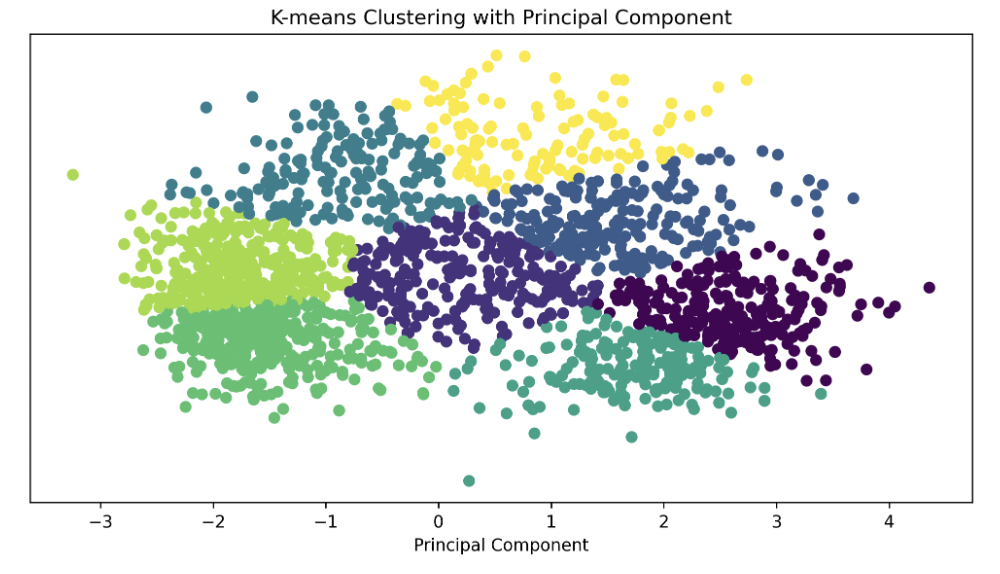 K-means Clustering with Principal Component
−3 −2 −1 0 1 2 3 4
Principal Component